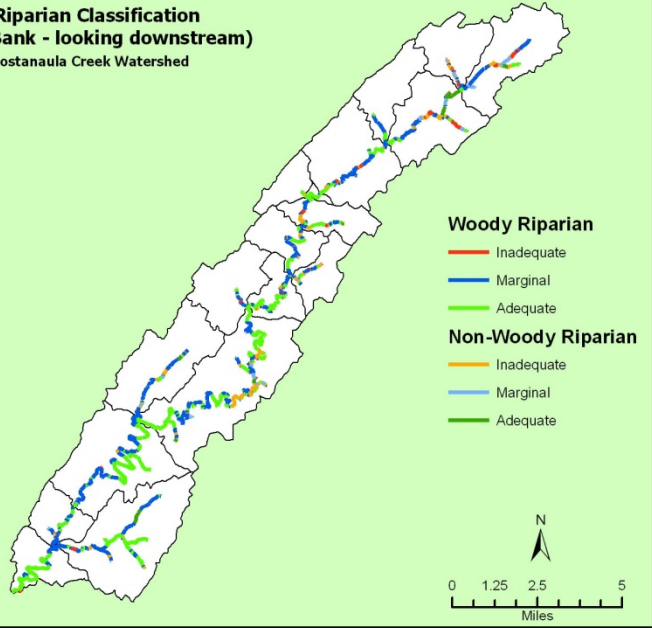 Riparian Classification
Bank - looking downstream)
ostanaula Creek Watershed
Woody Riparian
Inadequate
Marginal
Adequate
Non-Woody Riparian
Inadequate
Marginal
Adequate
N
0 1.25 2.5 5
Miles